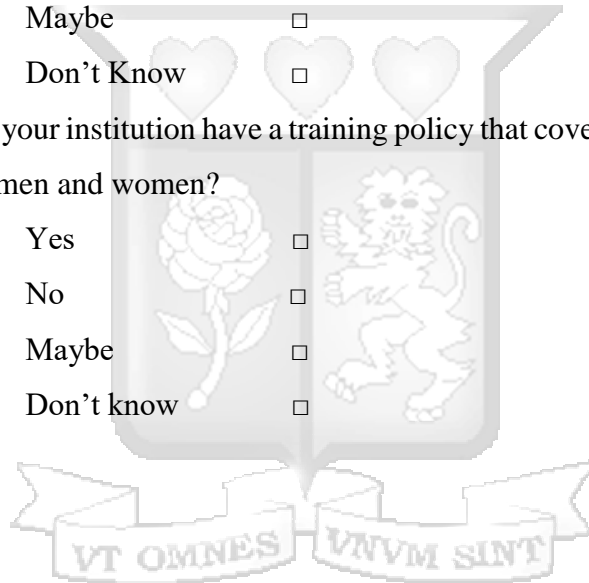 Maybe □
Don’t Know □
your institution have a training policy that cove
men and women?
Yes □
No □
Maybe □
Don’t know □
VT OMNES VNVM SINT